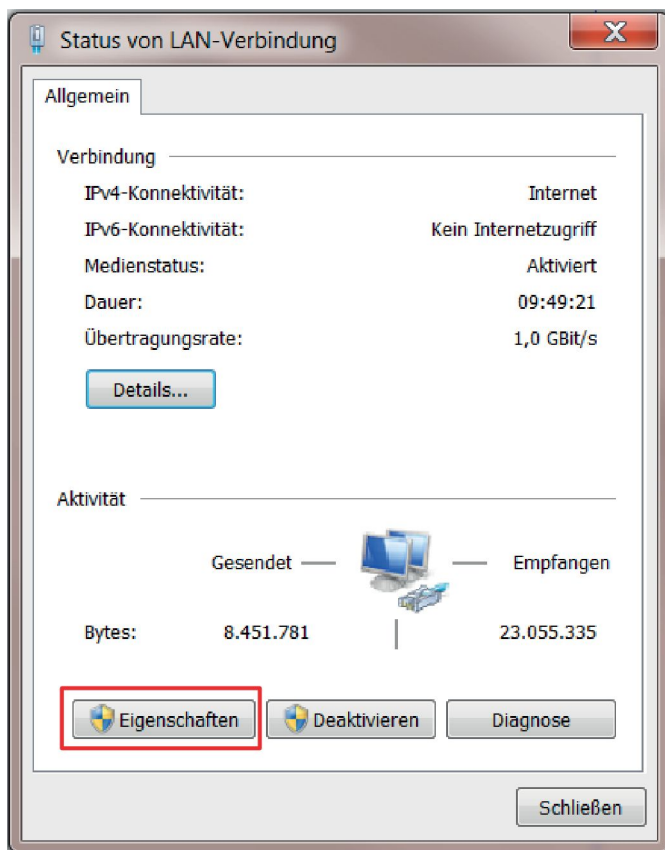 Status von LAN-Verbindung
Allgemein
Verbindung
IPv4-Konnektivität: Internet
IPv6-Konnektivität: Kein Internetzugriff
Medienstatus: Aktiviert
Dauer: 09:49:21
Übertragungsrate: 1,0 GBit/s
Details...
Aktivität
Gesendet Empfangen
Bytes: 8.451.781 23.055.335
Eigenschaften Deaktivieren Diagnose
Schließen